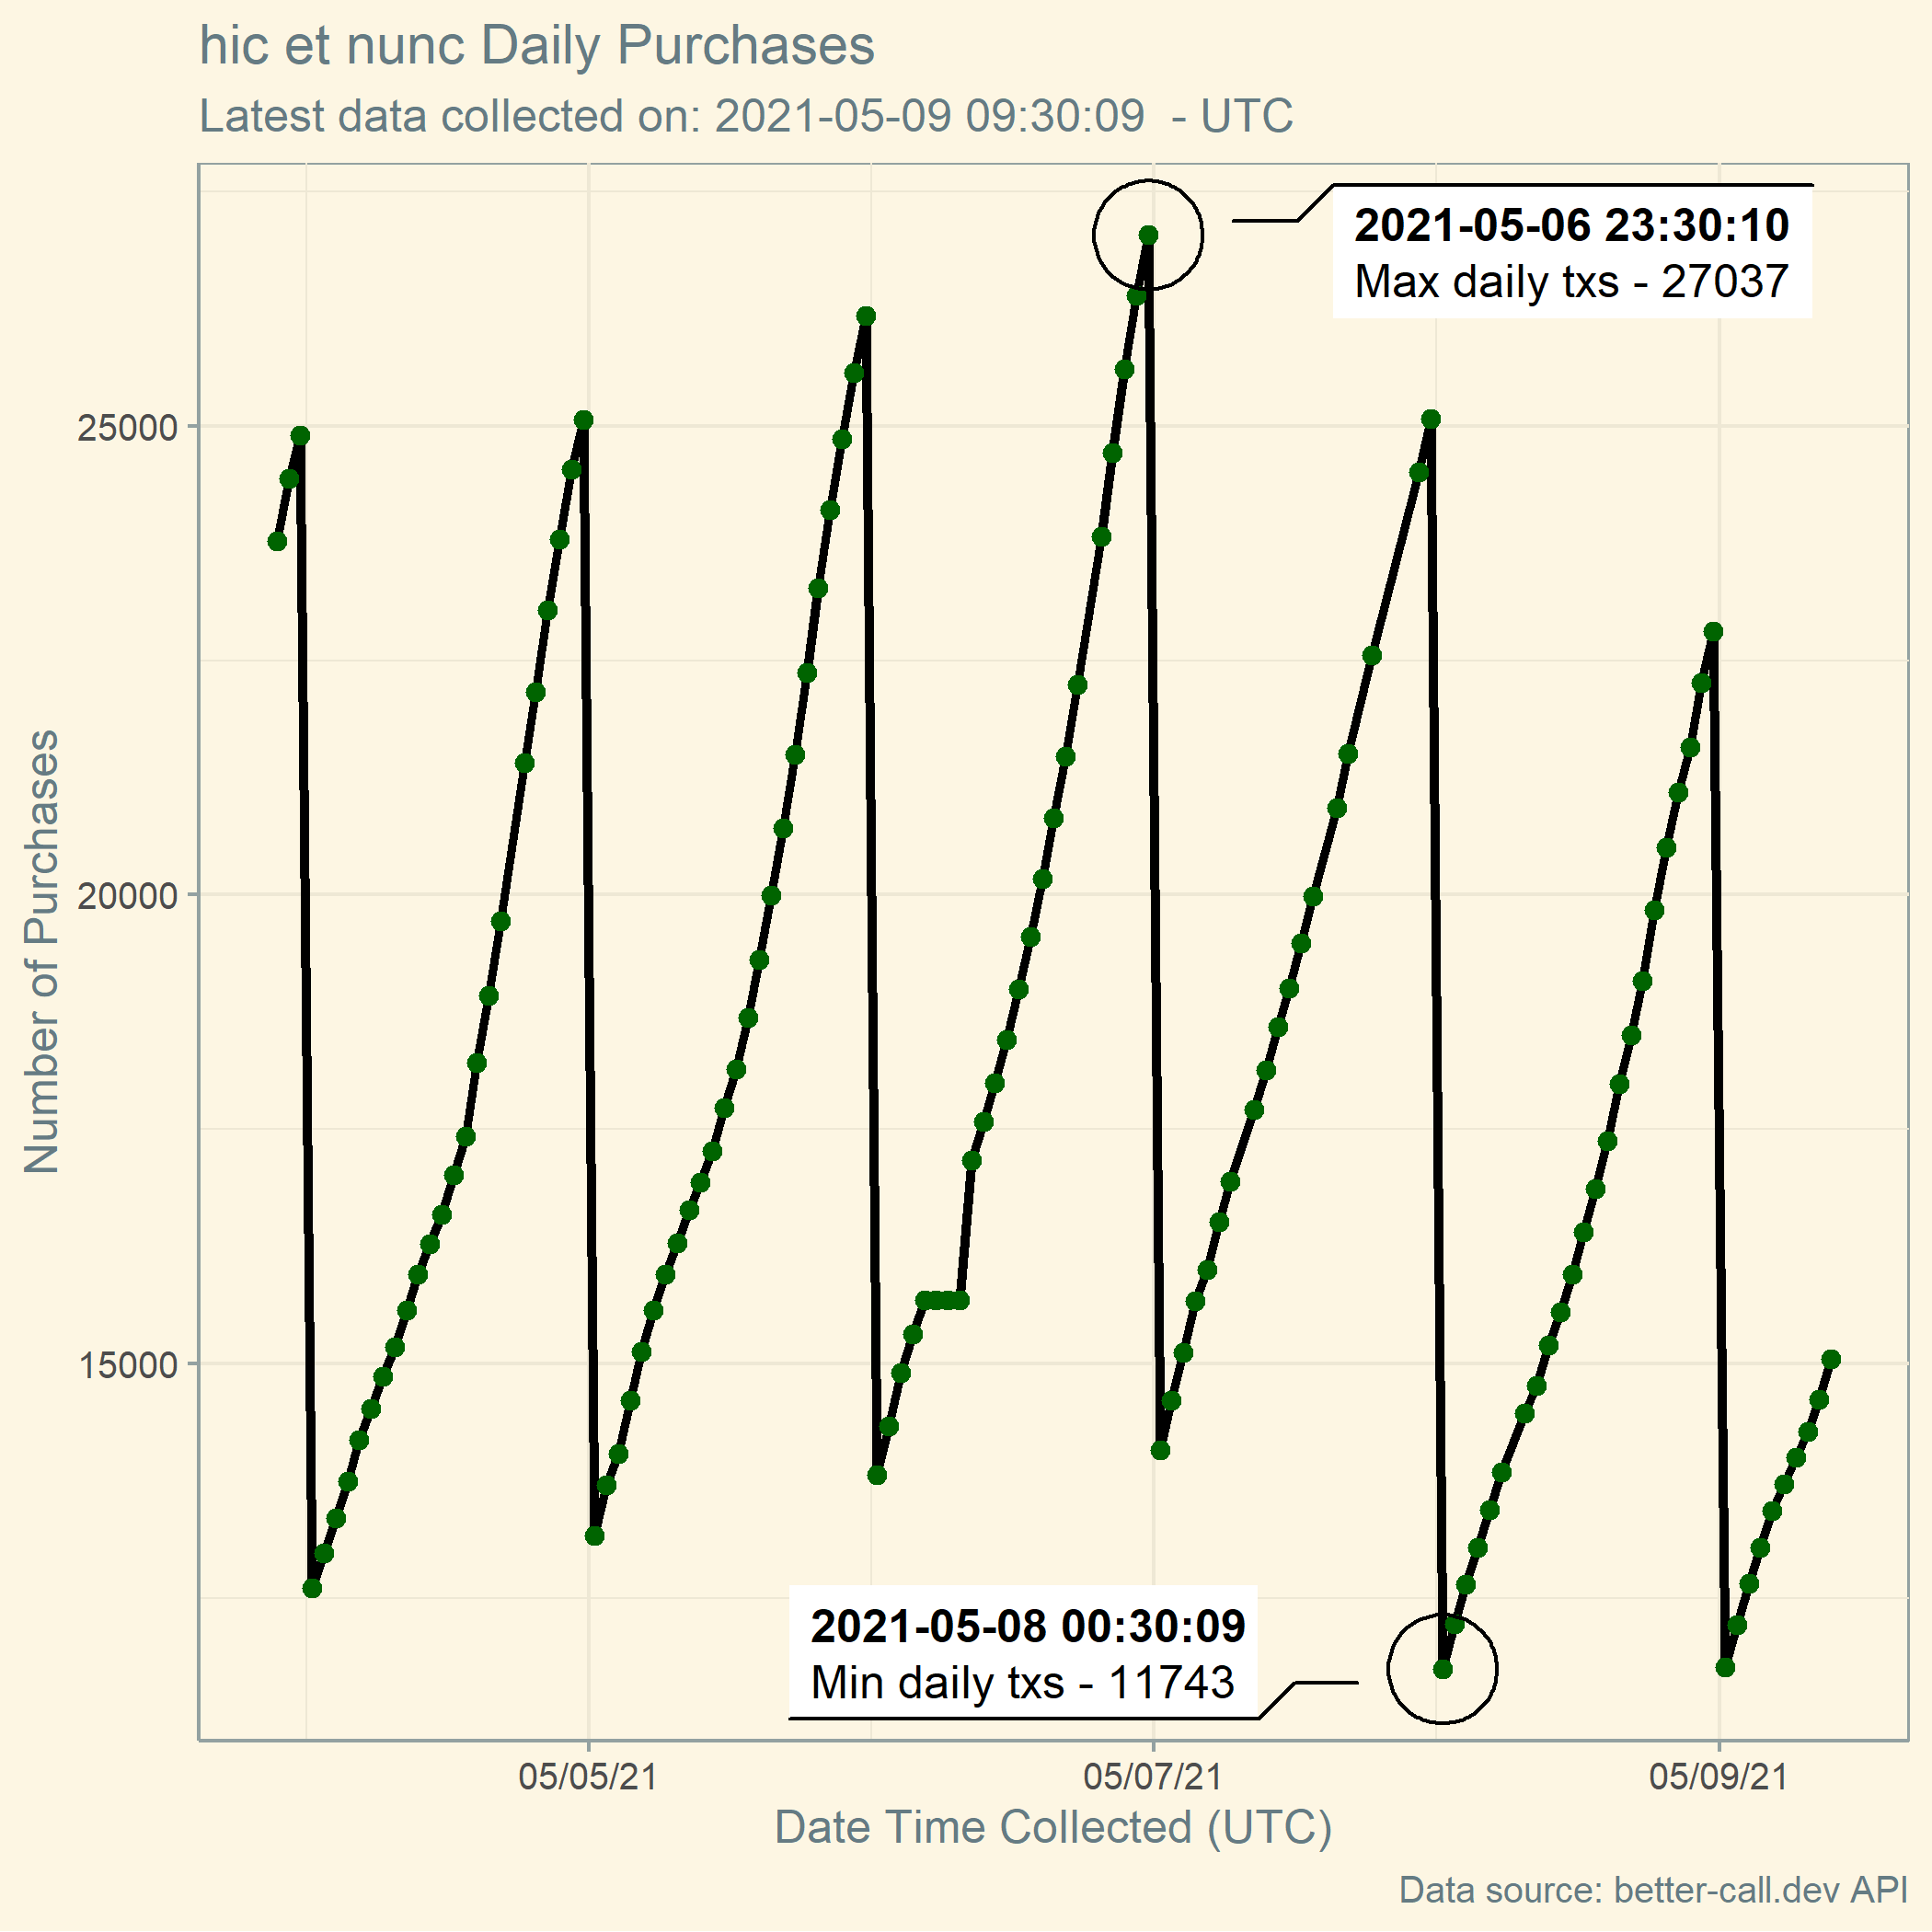 hic et nunc Daily Purchases
Latest data collected on: 2021-05-09 09:30:09  - UTC
2021-05-06 23:30:10
Max daily txs - 27037
25000
20000
15000
Number of Purchases
2021-05-08 00:30:09
Min daily txs - 11743
05/05/21
05/07/21
05/09/21
Date Time Collected (UTC)
Data source: better-call.dev API